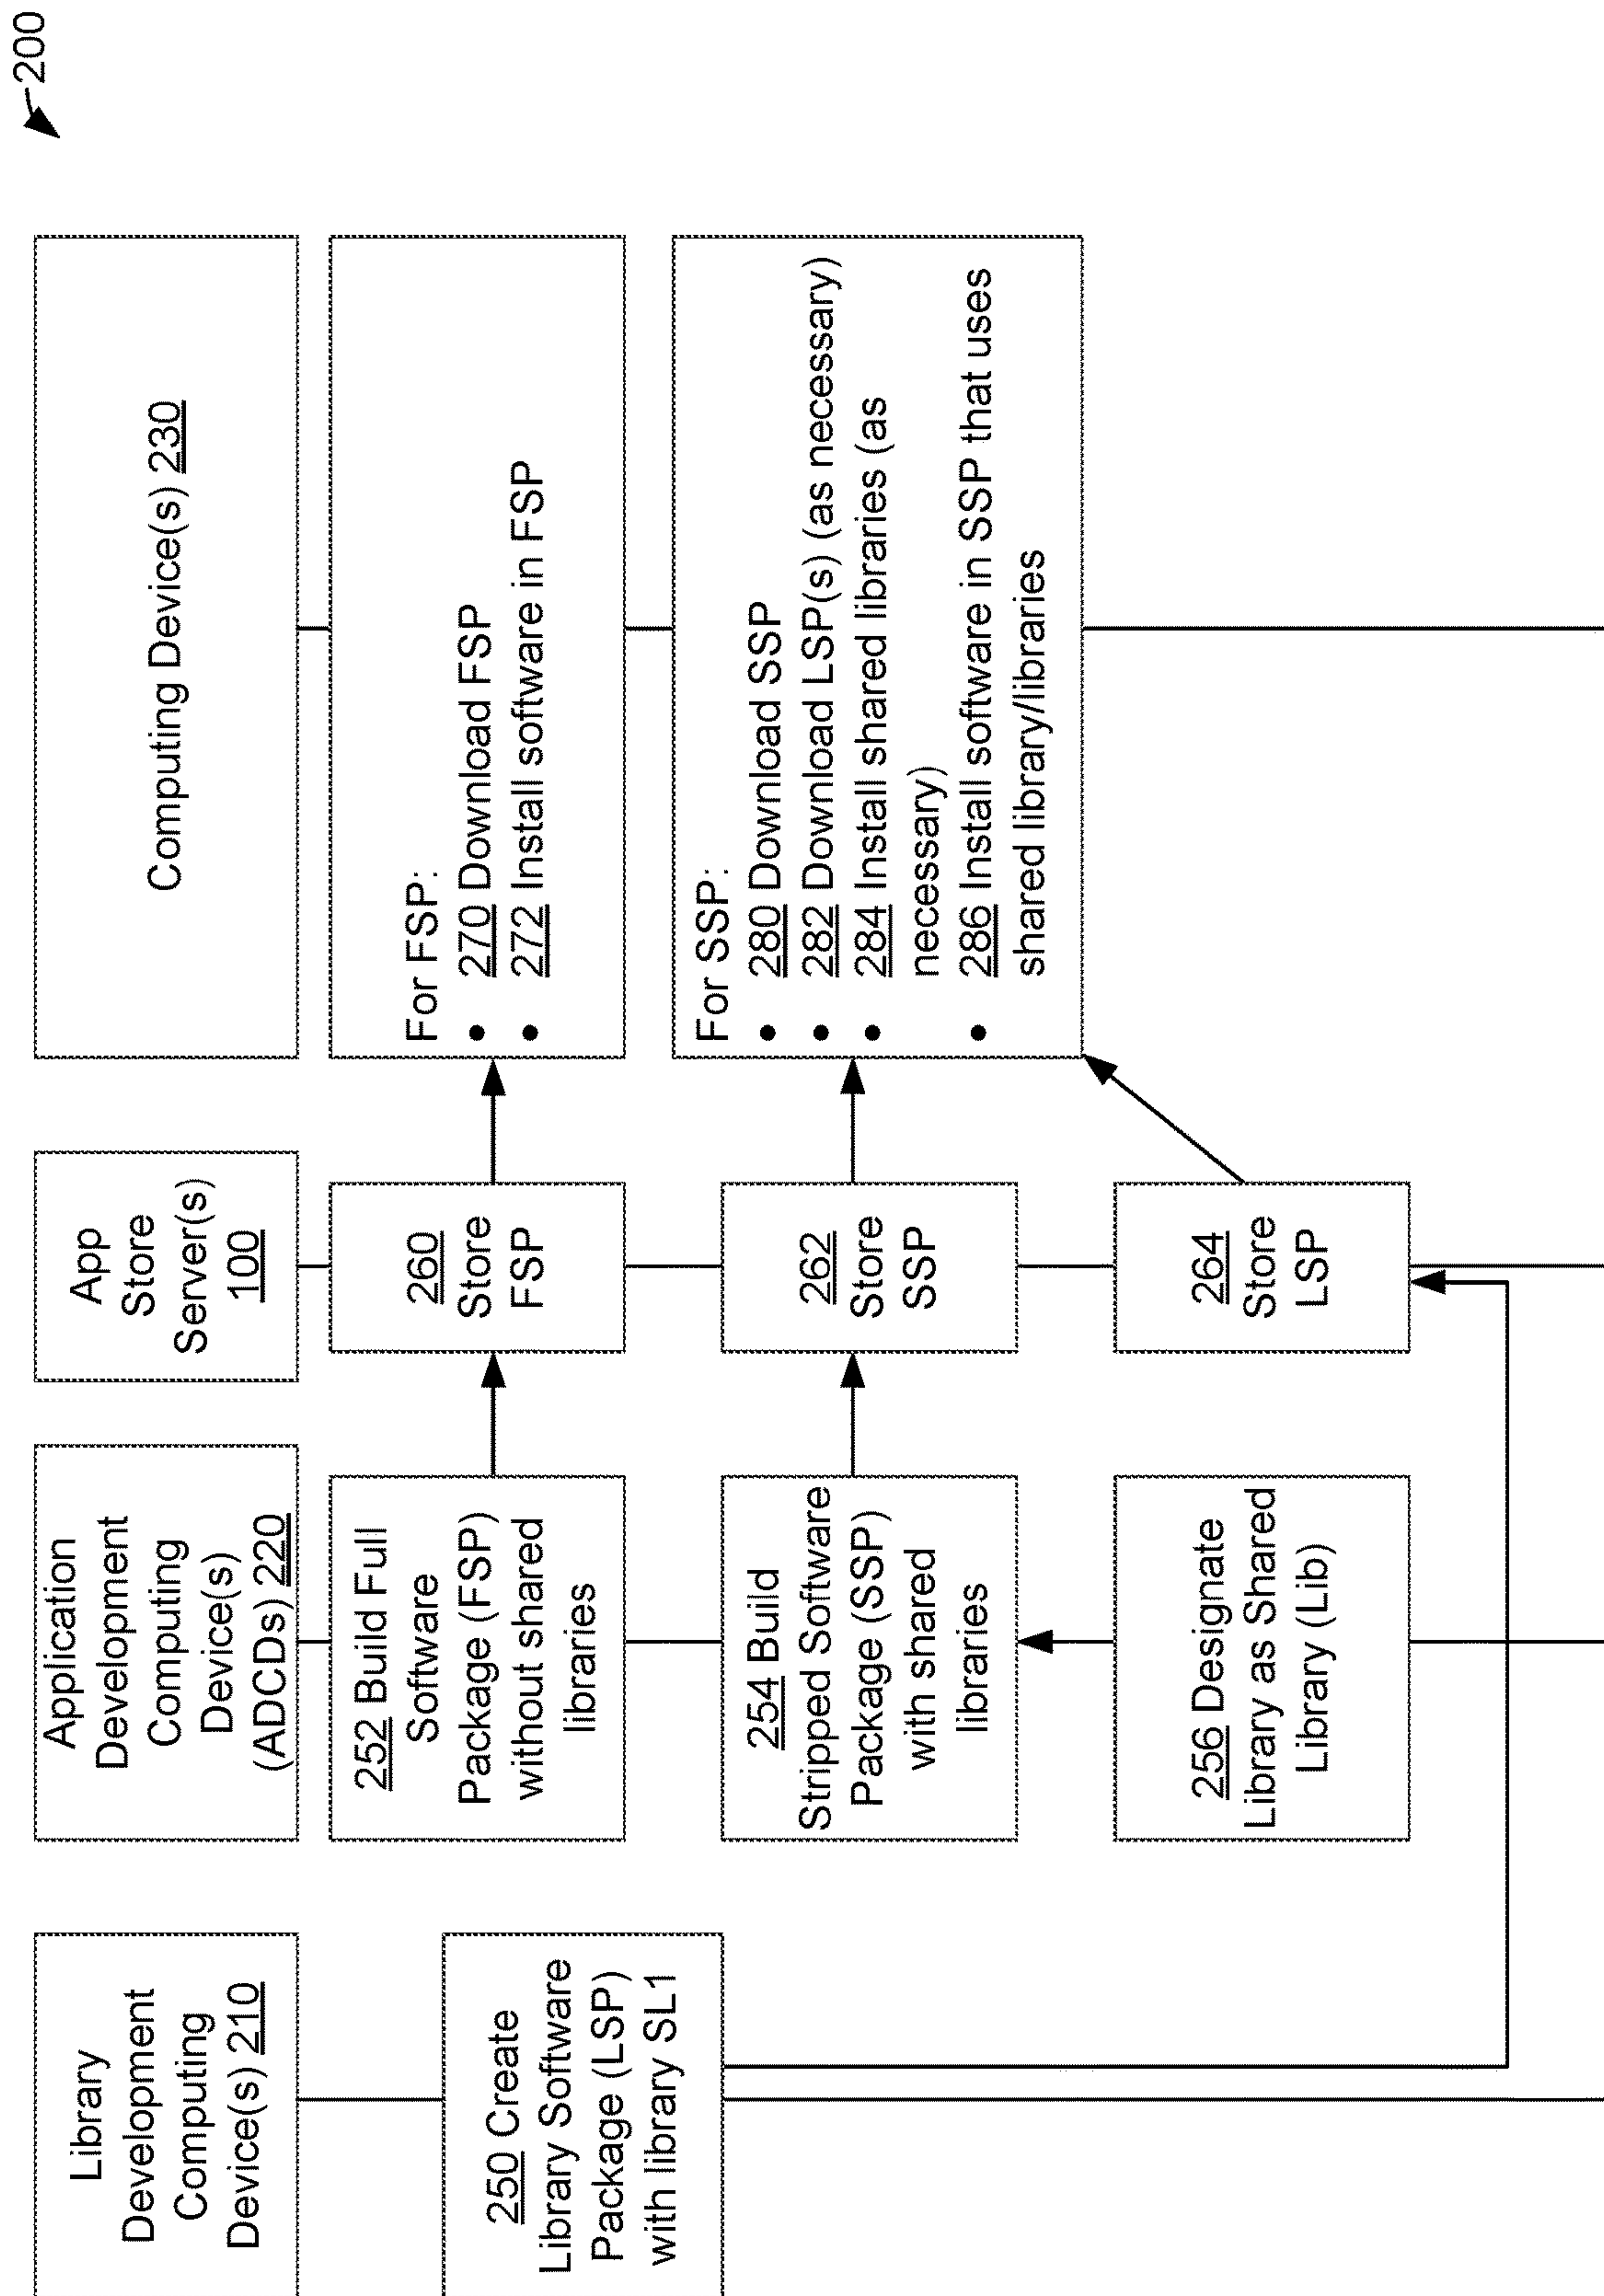 200
Library
Development
Computing
Device(s) 210
Application
Development
Computing
Device(s)
(ADCDs) 220
App
Store
Server(s)
100
Computing Device(s) 230
250 Create
Library Software
Package (LSP)
with library SL1
252 Build Full
Software
Package (FSP)
without shared
libraries
260
Store
FSP
For FSP:
• 270 Download FSP
• 272 Install software in FSP
254 Build
Stripped Software
Package (SSP)
with shared
libraries
262
Store
SSP
For SSP:
• 280 Download SSP
• 282 Download LSP(s) (as necessary)
• 284 Install shared libraries (as
necessary)
• 286 Install software in SSP that uses
shared library/libraries
256 Designate
Library as Shared
Library (Lib)
264
Store
LSP